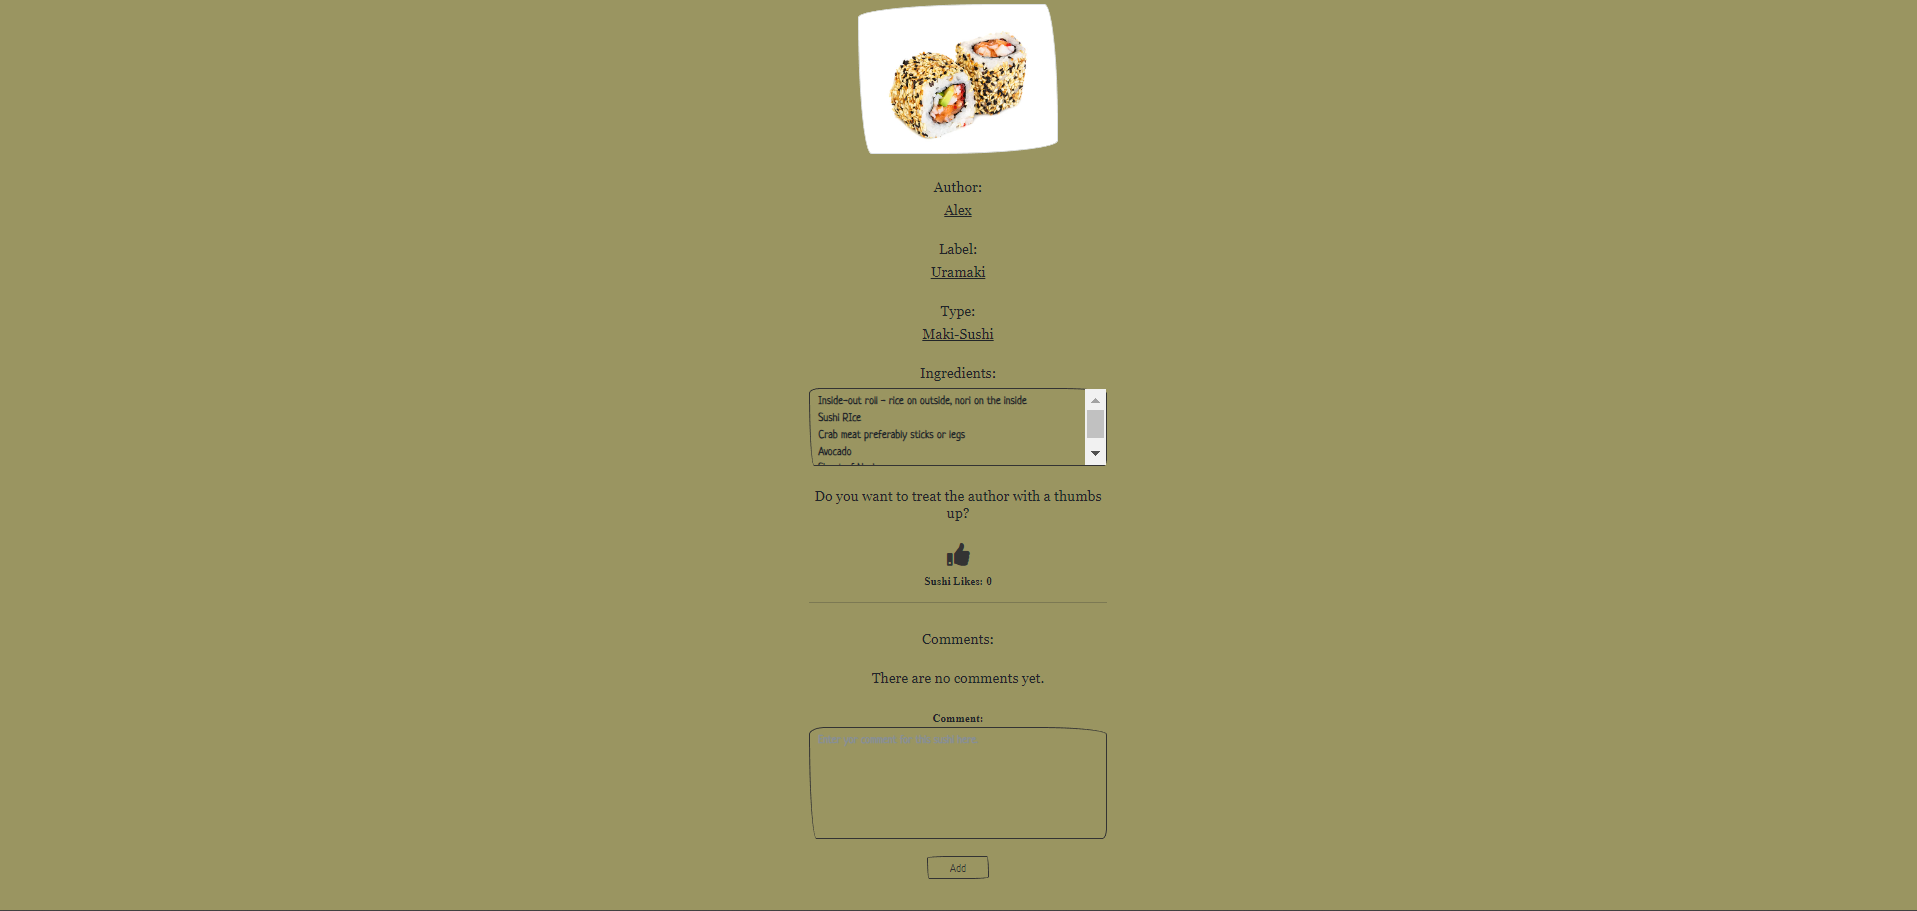 Author:
Alex
Label:
Uramaki
Type:
Maki-Sushi
Ingredients:
Inside-out roll - rice on outside, nori on the inside
Sushi RIce
Crab meat preferably sticks or legs
Avocado
Do you want to treat the author with a thumbs
up?
Sushi Likes: 0
Comments:
There are no comments yet.
Comment:
Add